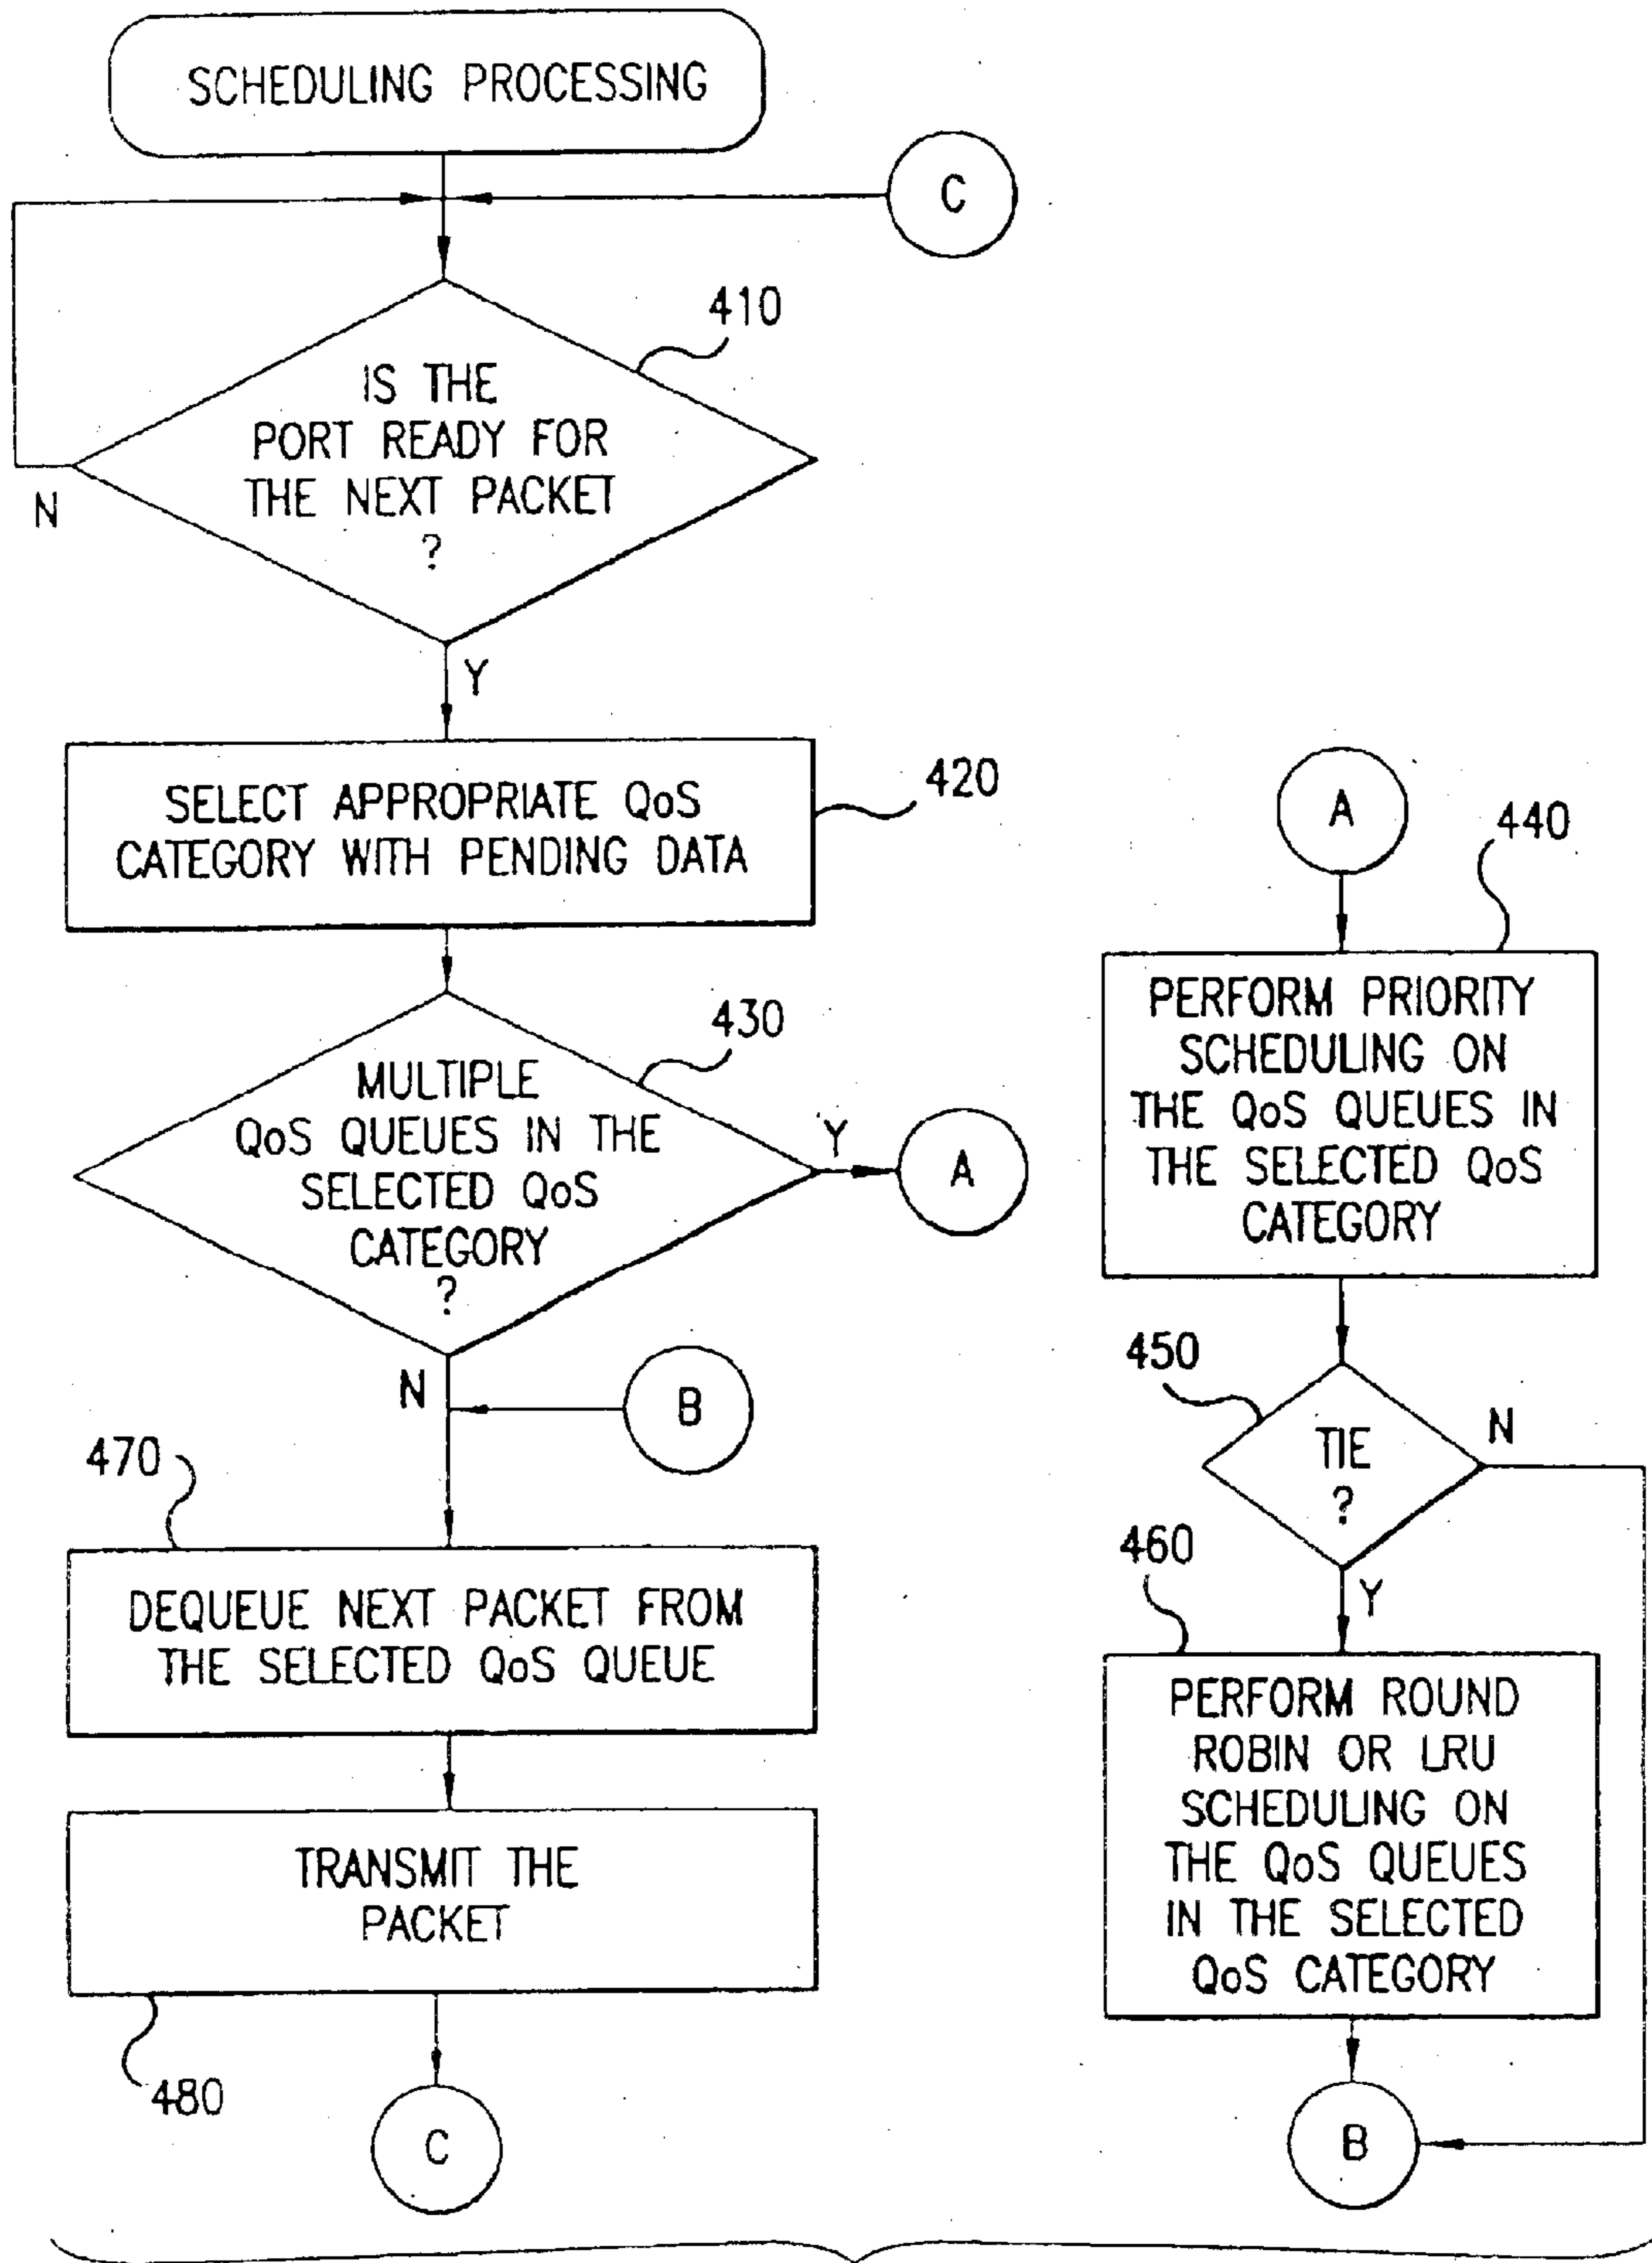 SCHEDULING PROCESSING
C
410
IS THE
PORT READY FOR
THE NEXT PACKET
?
N
Y
SELECT APPROPRIATE QoS
CATEGORY WITH PENDING DATA
420
430
MULTIPLE
QoS QUEUES IN THE
SELECTED QoS
CATEGORY
?
Y
A
N
B
470
DEQUEUE NEXT PACKET FROM
THE SELECTED QoS QUEUE
TRANSMIT THE
PACKET
480
C
A
440
PERFORM PRIORITY
SCHEDULING ON
THE QoS QUEUES IN
THE SELECTED QoS
CATEGORY
450
TIE
?
N
460
Y
PERFORM ROUND
ROBIN OR LRU
SCHEDULING ON
THE QoS QUEUES
IN THE SELECTED
QoS CATEGORY
B